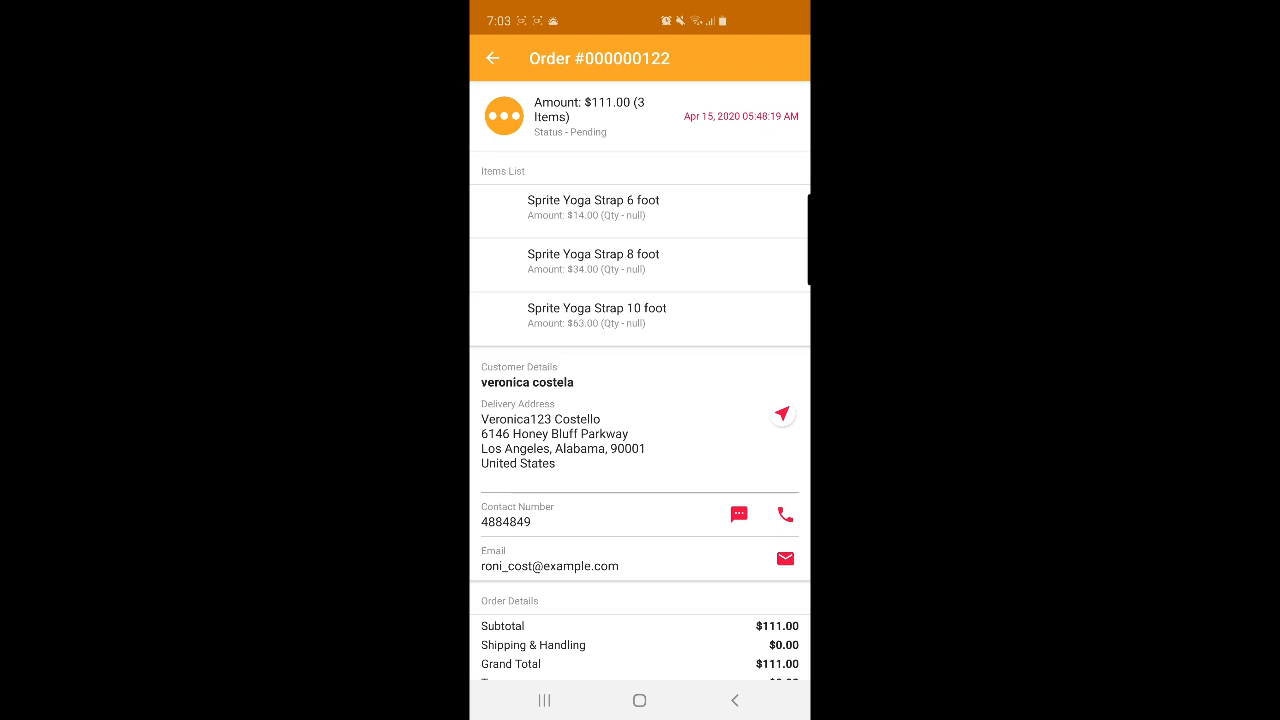 7:03
Order #000000122
Amount: $111.00 (3
Items)
Apr 15, 2020 05:48:19 AM
Status - Pending
Items List
Sprite Yoga Strap 6 foot
Amount: $14.00 (Qty - null)
Sprite Yoga Strap 8 foot
Amount: $34.00 (Qty - null)
Sprite Yoga Strap 10 foot
Amount: $63.00 (Qty - null)
Customer Details
veronica costela
Delivery Address
Veronica123 Costello
6146 Honey Bluff Parkway
Los Angeles, Alabama, 90001
United States
Contact Number
4884849
Email
roni_cost@example.com
Order Details
Subtotal $111.00
Shipping & Handling $0.00
Grand Total $111.00